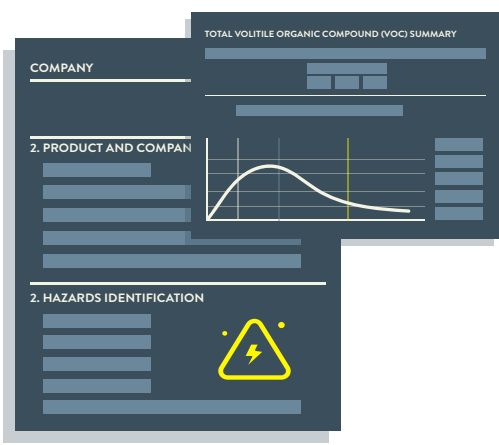 TOTAL VOLITILE ORGANIC COMPOUND (VOC) SUMMARY
COMPANY
2. PRODUCT AND COMPAN
2. HAZARDS IDENTIFICATION